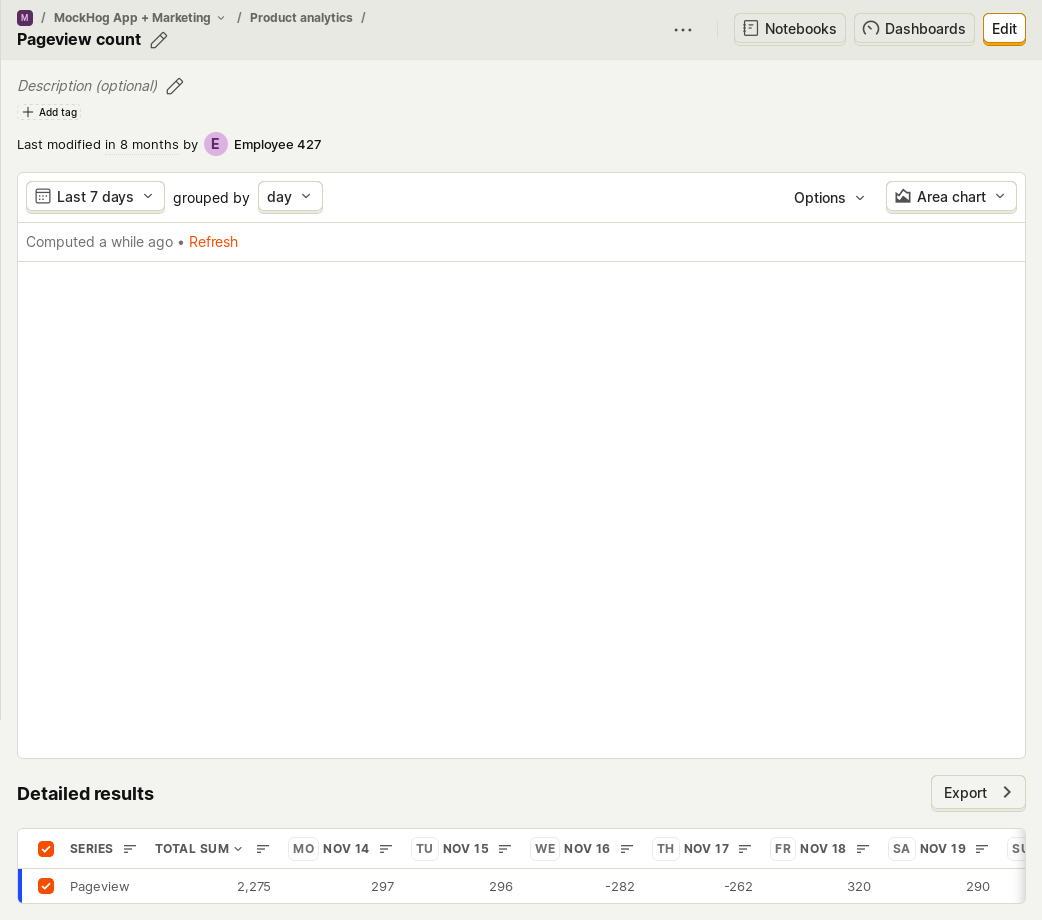 M / MockHog App + Marketing / Product analytics /
Pageview count
Notebooks
Dashboards
Edit
Description (optional)
Add tag
Last modified in 8 months by E Employee 427
Last 7 days grouped by day
Options
Area chart
Computed a while ago • Refresh
Detailed results
Export
SERIES TOTAL SUM MO NOV 14 TU NOV 15 WE NOV 16 TH NOV 17 FR NOV 18 SA NOV 19
Pageview 2,275 297 296 -282 -262 320 290